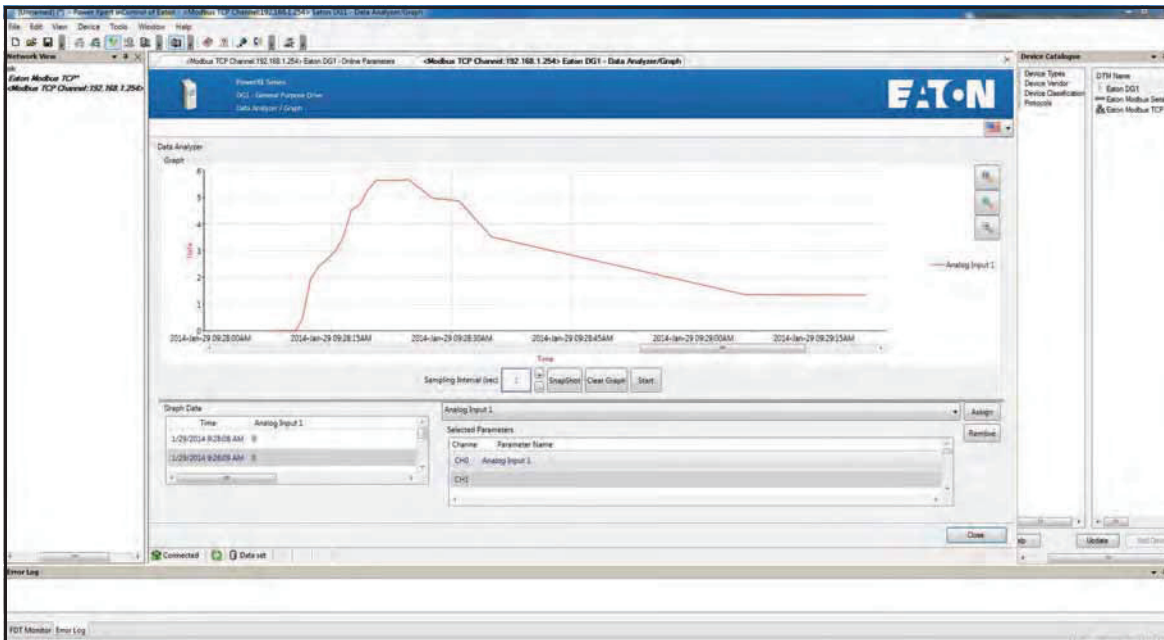 [Unnamed] (*) - Power Xpert inControl of Eaton - <Modbus TCP Channel:192.168.1.254> Eaton DG1 - Data Analyzer/Graph
File Edit View Device Tools Window Help
Network View
Eaton Modbus TCP*
<Modbus TCP Channel:192.168.1.254>
<Modbus TCP Channel:192.168.1.254> Eaton DG1 - Online Parameters
<Modbus TCP Channel:192.168.1.254> Eaton DG1 - Data Analyzer/Graph
PowerXL Series
DG1 - General Purpose Drive
Data Analyzer / Graph
EATON
Device Catalogue
Device Types
Device Vendor
Device Classification
Protocols
DTM Name
Eaton DG1
Eaton Modbus Seri
Eaton Modbus TCP
Data Analyzer
Graph
6
5
4
3
2
1
0
Data
2014-Jan-29 09:28:00AM
2014-Jan-29 09:28:15AM
2014-Jan-29 09:28:30AM
2014-Jan-29 09:28:45AM
2014-Jan-29 09:29:00AM
2014-Jan-29 09:29:15AM
Time
Analog Input 1
Sampling Interval (sec) 1 SnapShot Clear Graph Start
Graph Data
Time Analog Input 1
1/29/2014 9:28:08 AM 0
1/29/2014 9:28:09 AM 0
Analog Input 1
Assign
Selected Parameters
Remove
Channe Parameter Name
CH0 Analog Input 1
CH1
Close
Update
Connected
Data set
Error Log
FDT Monitor Error Log